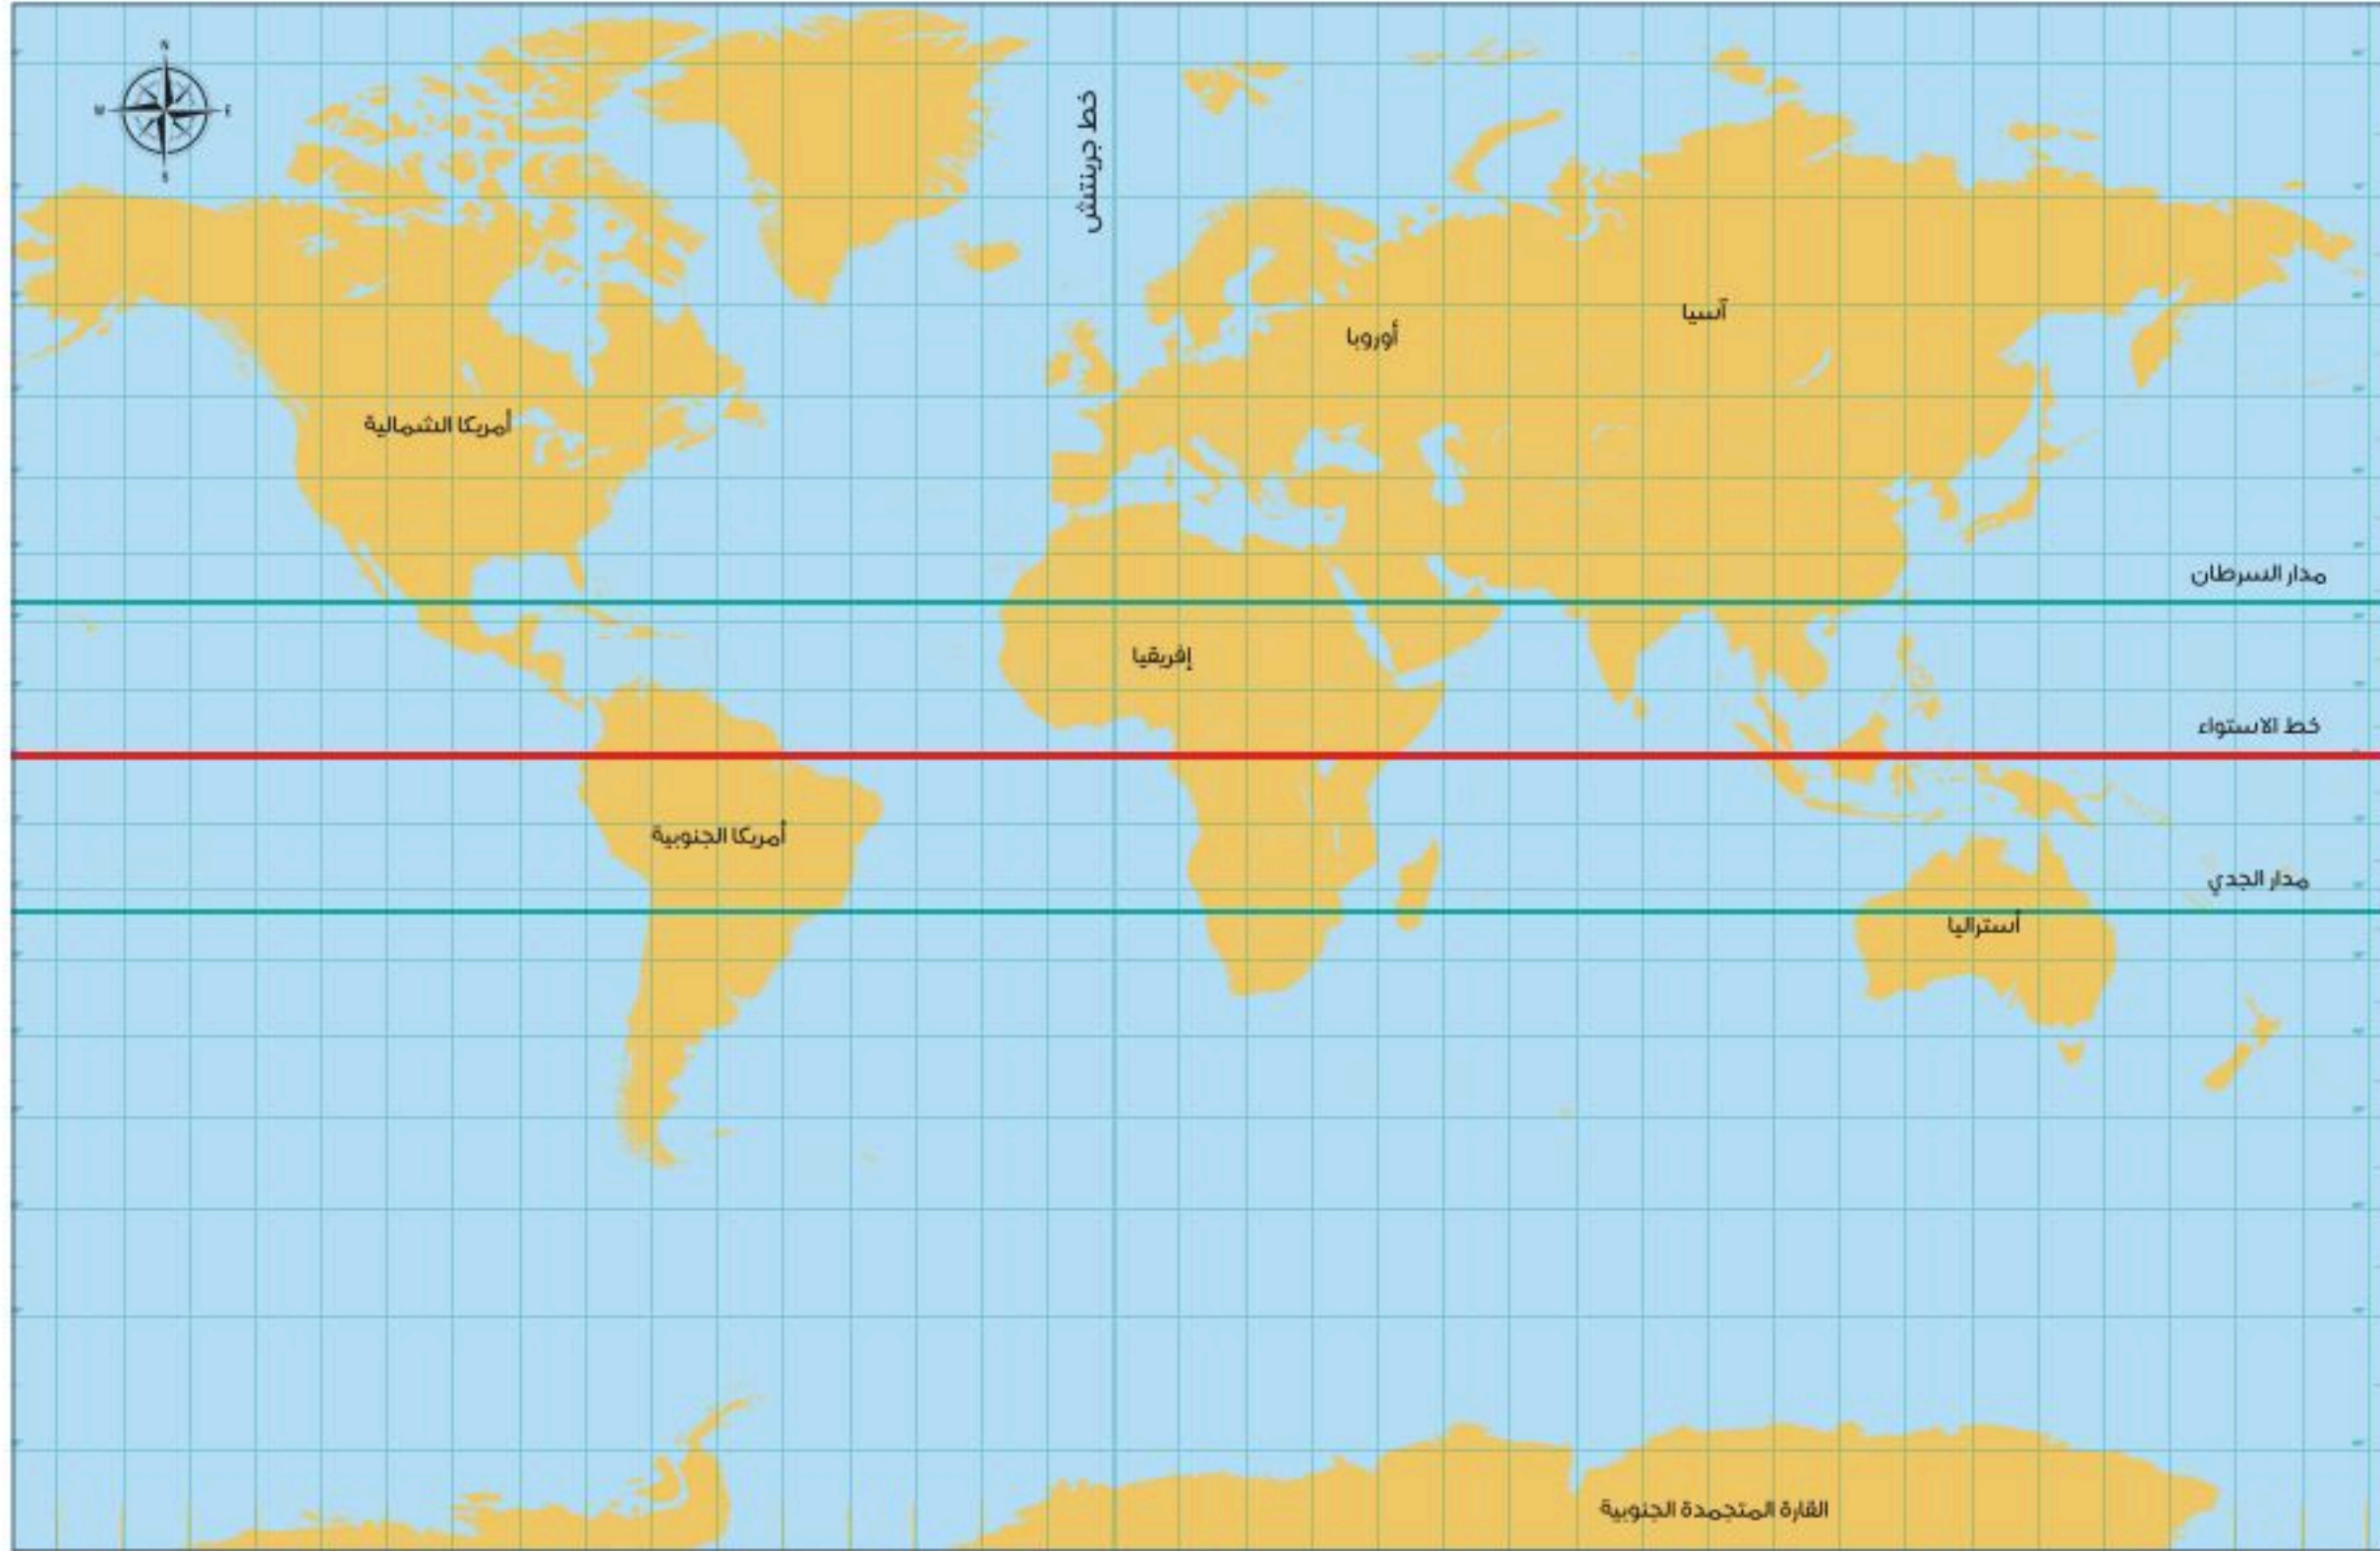 N
W
E
S
خط جرينتش
آسيا
أوروبا
أمريكا الشمالية
مدار السرطان
إفريقيا
خط الاستواء
أمريكا الجنوبية
مدار الجدي
أستراليا
القارة المتجمدة الجنوبية